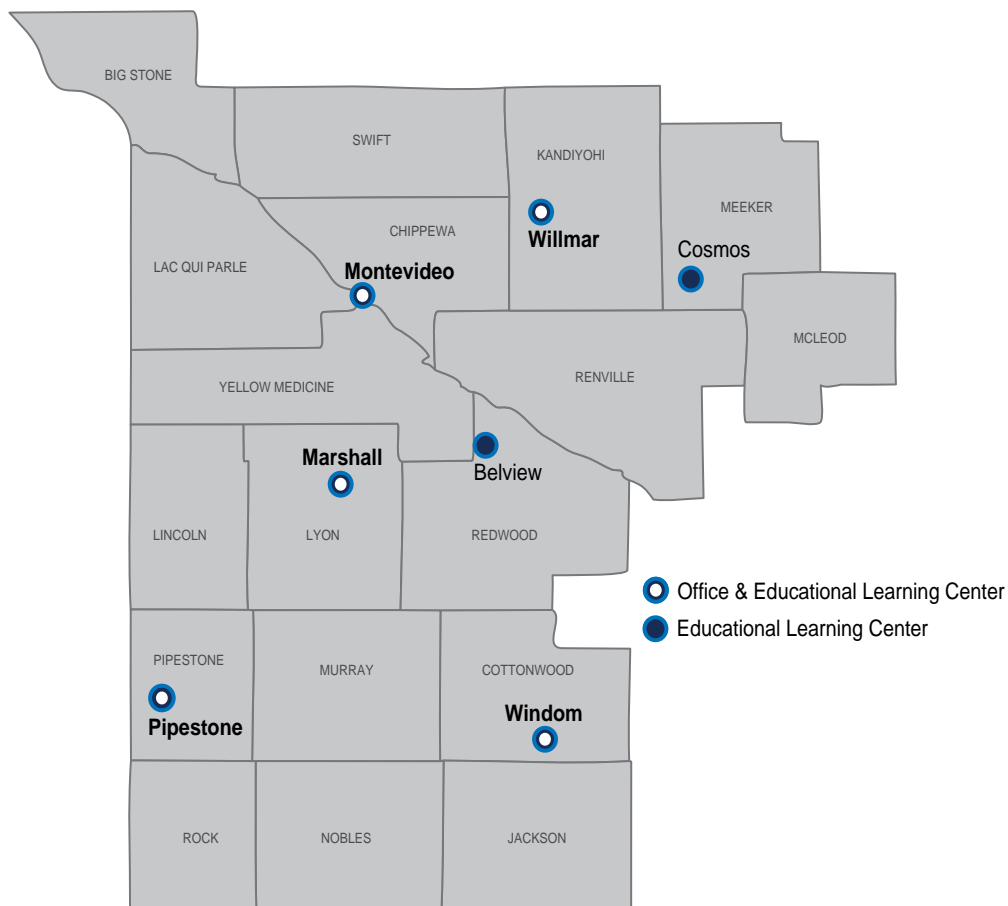 BIG STONE
SWIFT
KANDIYOHI
MEEKER
Willmar
CHIPPEWA
Cosmos
LAC QUI PARLE
Montevideo
MCLEOD
RENVILLE
YELLOW MEDICINE
Marshall
Belview
LINCOLN
LYON
REDWOOD
Office & Educational Learning Center
Educational Learning Center
PIPESTONE
MURRAY
COTTONWOOD
Pipestone
Windom
ROCK
NOBLES
JACKSON